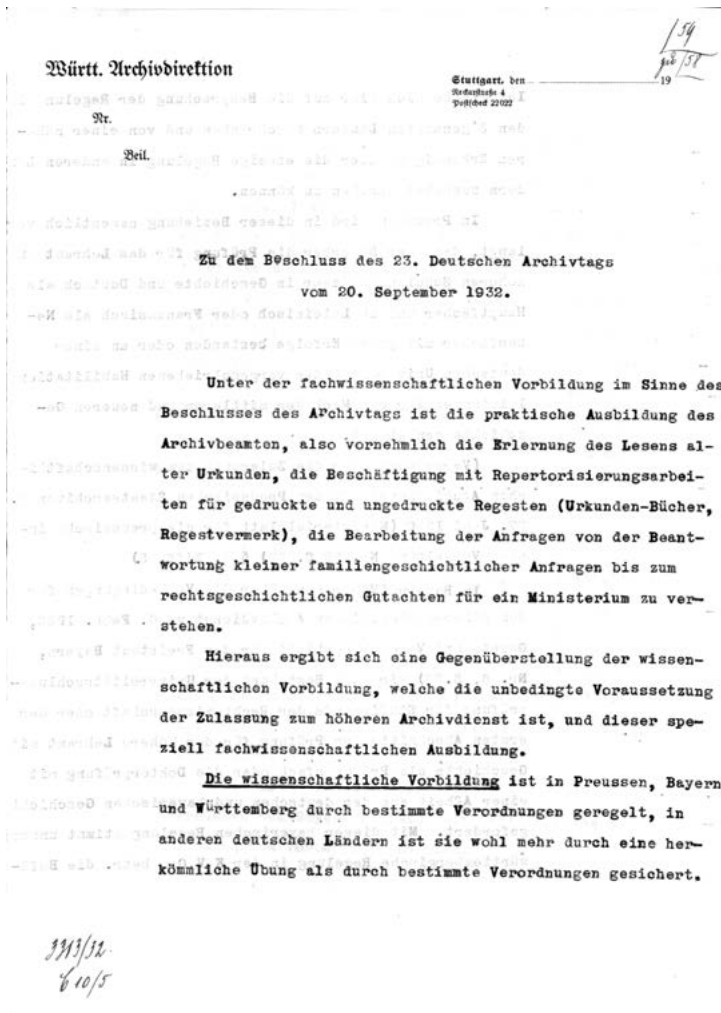 159
zu 158
Württ. Archivdirektion
Stuttgart, den 19
Neckarstraße 4
Postscheck 22022
Nr.
Beil.
Zu dem Beschluss des 23. Deutschen Archivtags
vom 20. September 1932.
Unter der fachwissenschaftlichen Vorbildung im Sinne des
Beschlusses des Archivtags ist die praktische Ausbildung des
Archivbeamten, also vornehmlich die Erlernung des Lesens al-
ter Urkunden, die Beschäftigung mit Repertorisierungsarbei-
ten für gedruckte und ungedruckte Regesten (Urkunden-Bücher,
Regestvermerk), die Bearbeitung der Anfragen von der Beant-
wortung kleiner familiengeschichtlicher Anfragen bis zum
rechtsgeschichtlichen Gutachten für ein Ministerium zu ver-
stehen.
Hieraus ergibt sich eine Gegenüberstellung der wissen-
schaftlichen Vorbildung, welche die unbedingte Voraussetzung
der Zulassung zum höheren Archivdienst ist, und dieser spe-
ziell fachwissenschaftlichen Ausbildung.
Die wissenschaftliche Vorbildung ist in Preussen, Bayern
und Württemberg durch bestimmte Verordnungen geregelt, in
anderen deutschen Ländern ist sie wohl mehr durch eine her-
kömmliche Übung als durch bestimmte Verordnungen gesichert.
3313/32.
C 10/5